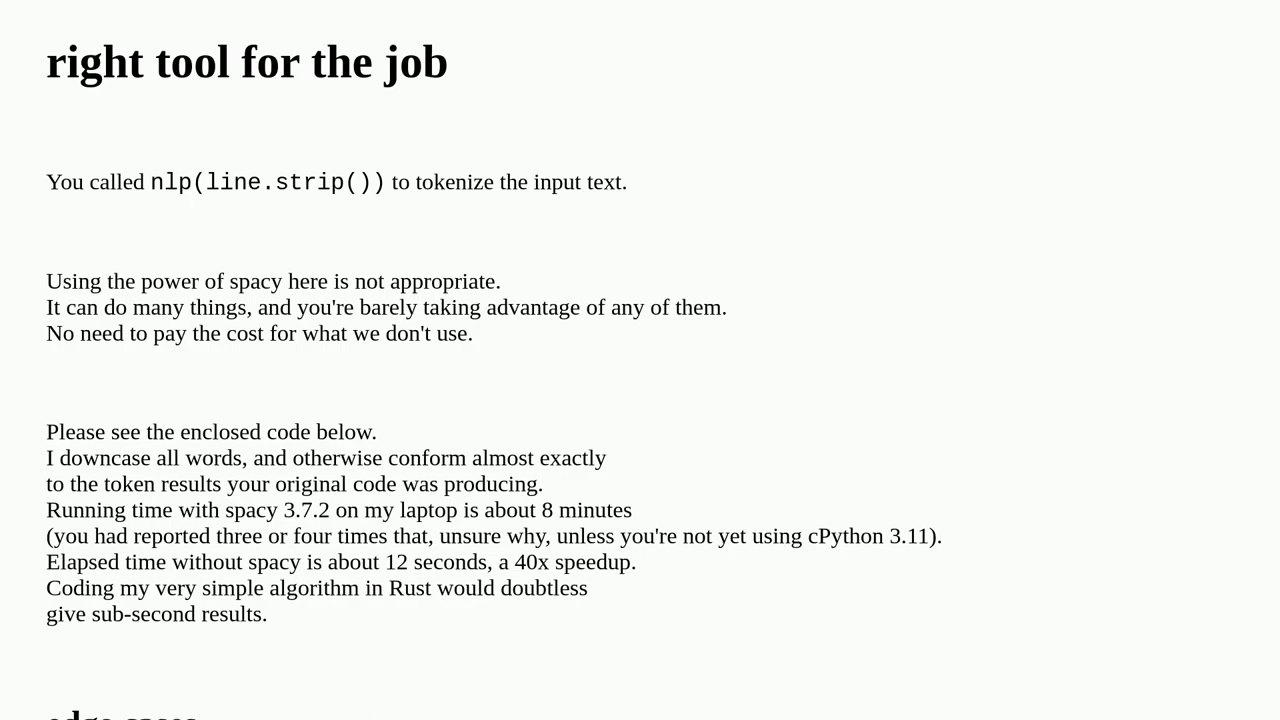 right tool for the job
You called nlp(line.strip()) to tokenize the input text.
Using the power of spacy here is not appropriate.
It can do many things, and you're barely taking advantage of any of them.
No need to pay the cost for what we don't use.
Please see the enclosed code below.
I downcase all words, and otherwise conform almost exactly
to the token results your original code was producing.
Running time with spacy 3.7.2 on my laptop is about 8 minutes
(you had reported three or four times that, unsure why, unless you're not yet using cPython 3.11).
Elapsed time without spacy is about 12 seconds, a 40x speedup.
Coding my very simple algorithm in Rust would doubtless
give sub-second results.
edge cases